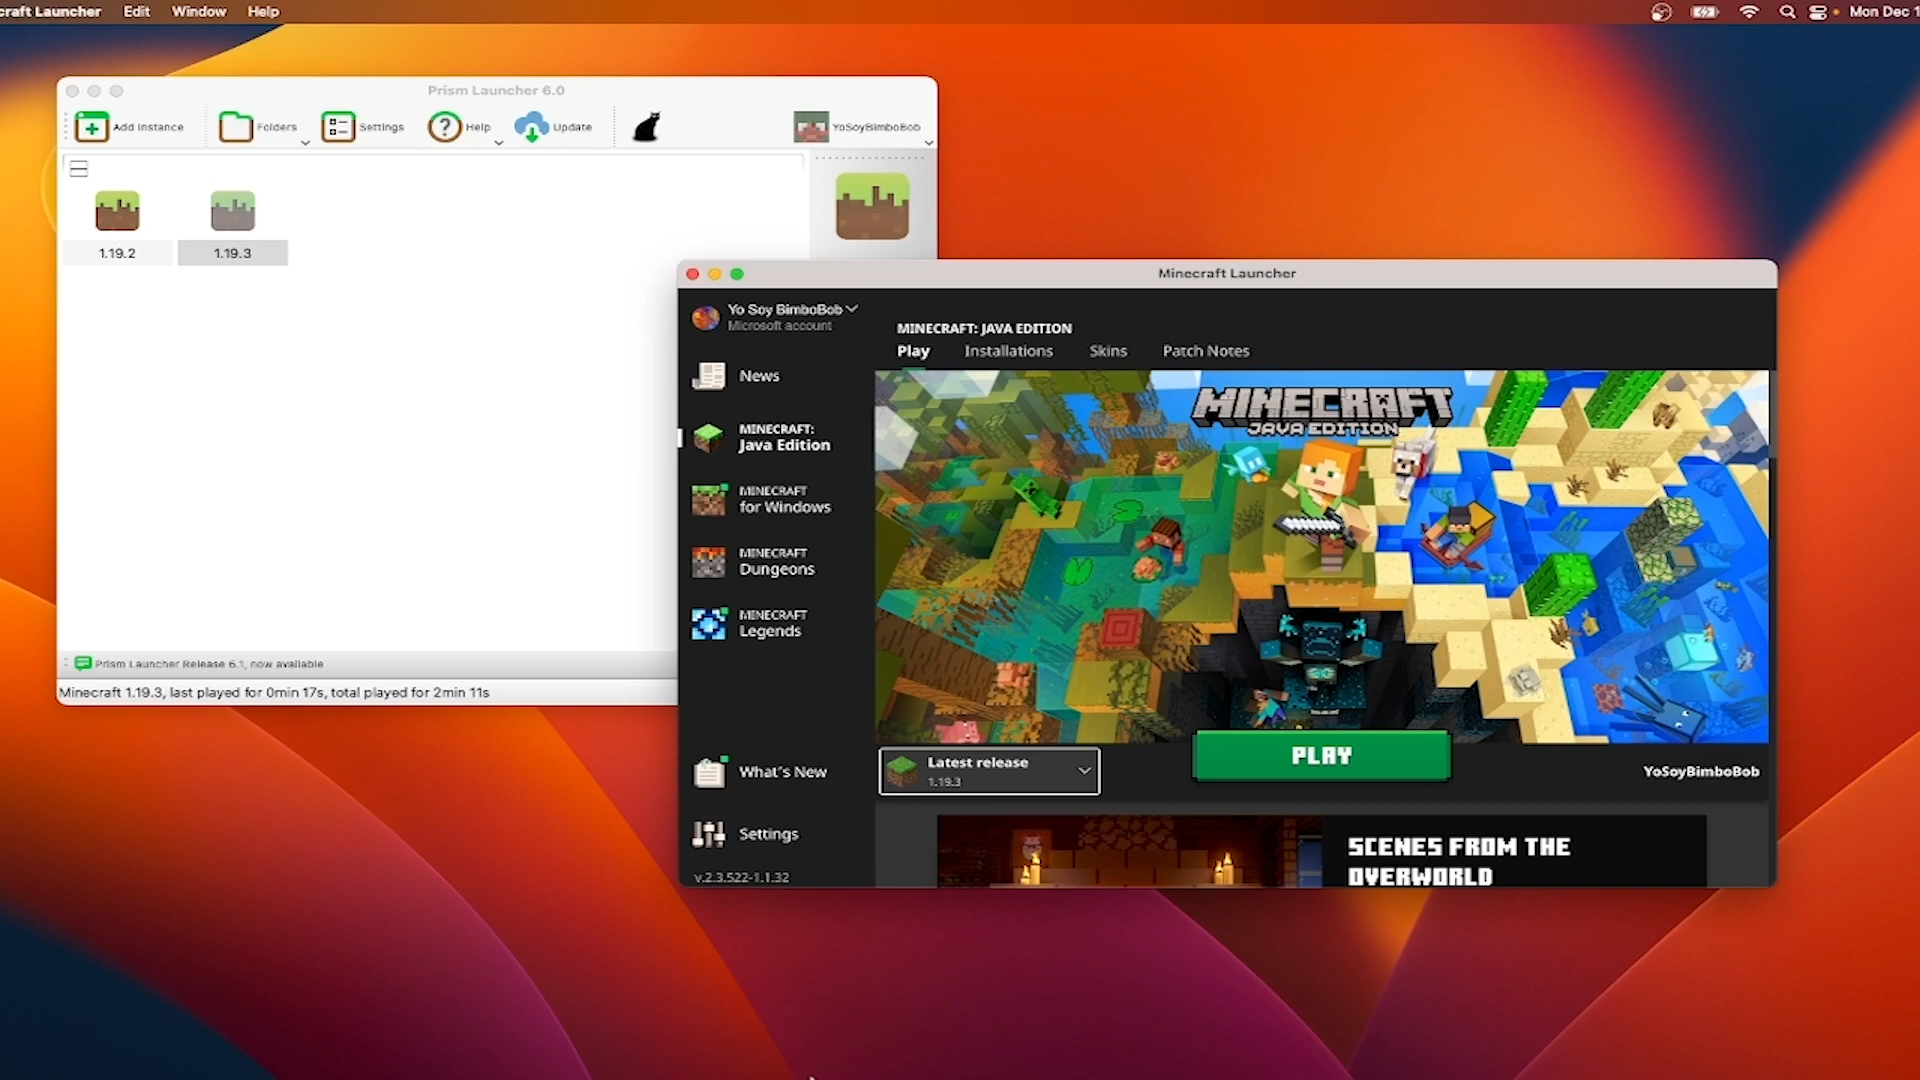 craft Launcher Edit Window Help Mon Dec 1
Prism Launcher 6.0
Add Instance Folders Settings Help Update YoSoyBimboBob
1.19.2 1.19.3
Prism Launcher Release 6.1, now available
Minecraft 1.19.3, last played for 0min 17s, total played for 2min 11s
Minecraft Launcher
Yo Soy BimboBob
Microsoft account
News
MINECRAFT:
Java Edition
MINECRAFT
for Windows
MINECRAFT
Dungeons
MINECRAFT
Legends
What's New
Settings
v.2.3.522-1.1.32
MINECRAFT: JAVA EDITION
Play Installations Skins Patch Notes
MINECRAFT
JAVA EDITION
Latest release
1.19.3
PLAY
YoSoyBimboBob
SCENES FROM THE
OVERWORLD